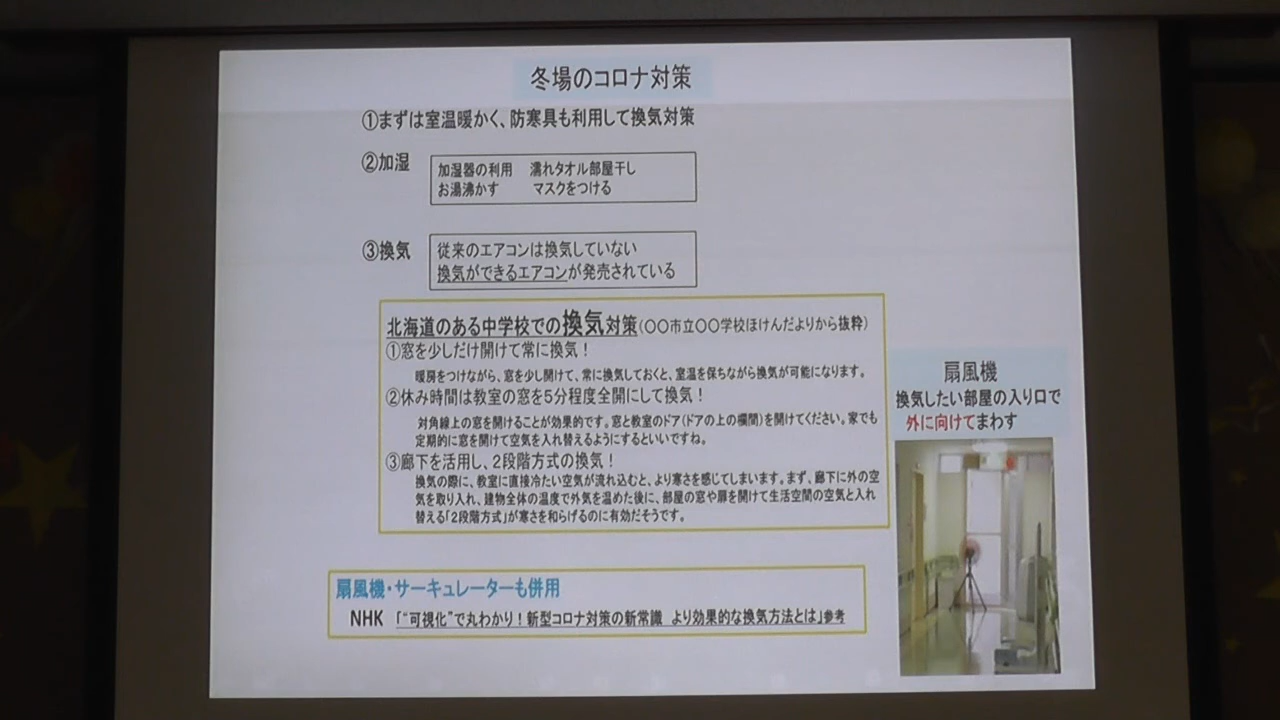 冬場のコロナ対策
①まずは室温暖かく、防寒具も利用して換気対策
②加湿
加湿器の利用　濡れタオル部屋干し
お湯沸かす　マスクをつける
③換気
従来のエアコンは換気していない
換気ができるエアコンが発売されている
北海道のある中学校での換気対策(〇〇市立〇〇学校ほけんだよりから抜粋)
①窓を少しだけ開けて常に換気！
暖房をつけながら、窓を少し開けて、常に換気しておくと、室温を保ちながら換気が可能になります。
②休み時間は教室の窓を5分程度全開にして換気！
対角線上の窓を開けることが効果的です。窓と教室のドア(ドアの上の欄間)を開けてください。家でも
定期的に窓を開けて空気を入れ替えるようにするといいですね。
③廊下を活用し、2段階方式の換気！
換気の際に、教室に直接冷たい空気が流れ込むと、より寒さを感じてしまいます。まず、廊下に外の空
気を取り入れ、建物全体の温度で外気を温めた後に、部屋の窓や扉を開けて生活空間の空気と入れ
替える「2段階方式」が寒さを和らげるのに有効だそうです。
扇風機
換気したい部屋の入り口で
外に向けてまわす
扇風機・サーキュレーターも併用
NHK 「“可視化”で丸わかり！新型コロナ対策の新常識　より効果的な換気方法とは」参考